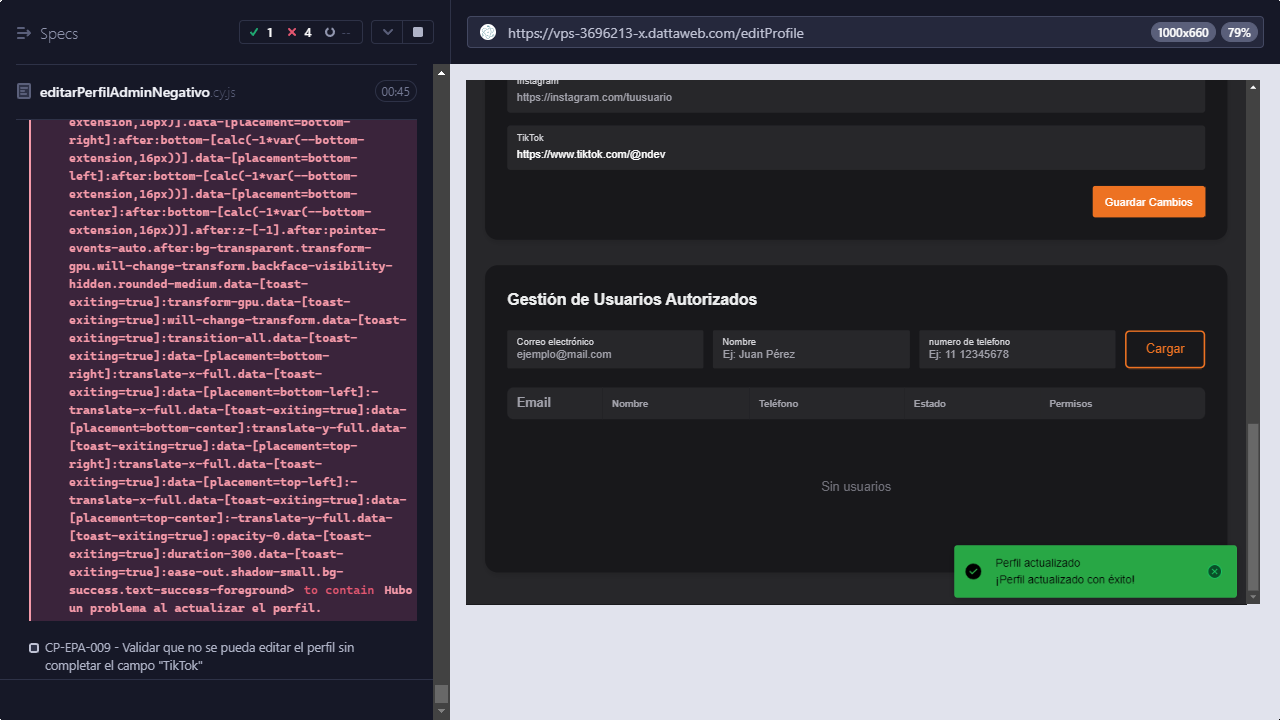 Specs
1
4
--
editarPerfilAdminNegativo.cy.js
00:45
extension,16px)].data-[placement=bottom-
right]:after:bottom-[calc(-1*var(--bottom-
extension,16px))].data-[placement=bottom-
left]:after:bottom-[calc(-1*var(--bottom-
extension,16px))].data-[placement=bottom-
center]:after:bottom-[calc(-1*var(--bottom-
extension,16px))].after:z-[-1].after:pointer-
events-auto.after:bg-transparent.transform-
gpu.will-change-transform.backface-visibility-
hidden.rounded-medium.data-[toast-
exiting=true]:transform-gpu.data-[toast-
exiting=true]:will-change-transform.data-[toast-
exiting=true]:transition-all.data-[toast-
exiting=true]:data-[placement=bottom-
right]:translate-x-full.data-[toast-
exiting=true]:data-[placement=bottom-left]:-
translate-x-full.data-[toast-exiting=true]:data-
[placement=bottom-center]:translate-y-full.data-
[toast-exiting=true]:data-[placement=top-
right]:translate-x-full.data-[toast-
exiting=true]:data-[placement=top-left]:-
translate-x-full.data-[toast-exiting=true]:data-
[placement=top-center]:-translate-y-full.data-
[toast-exiting=true]:opacity-0.data-[toast-
exiting=true]:duration-300.data-[toast-
exiting=true]:ease-out.shadow-small.bg-
success.text-success-foreground> to contain Hubo
un problema al actualizar el perfil.
CP-EPA-009 - Validar que no se pueda editar el perfil sin
completar el campo "TikTok"
https://vps-3696213-x.dattaweb.com/editProfile
1000x660
79%
Instagram
https://instagram.com/tuusuario
TikTok
https://www.tiktok.com/@ndev
Guardar Cambios
Gestión de Usuarios Autorizados
Correo electrónico
ejemplo@mail.com
Nombre
Ej: Juan Pérez
numero de telefono
Ej: 11 12345678
Cargar
Email
Nombre
Teléfono
Estado
Permisos
Sin usuarios
Perfil actualizado
¡Perfil actualizado con éxito!